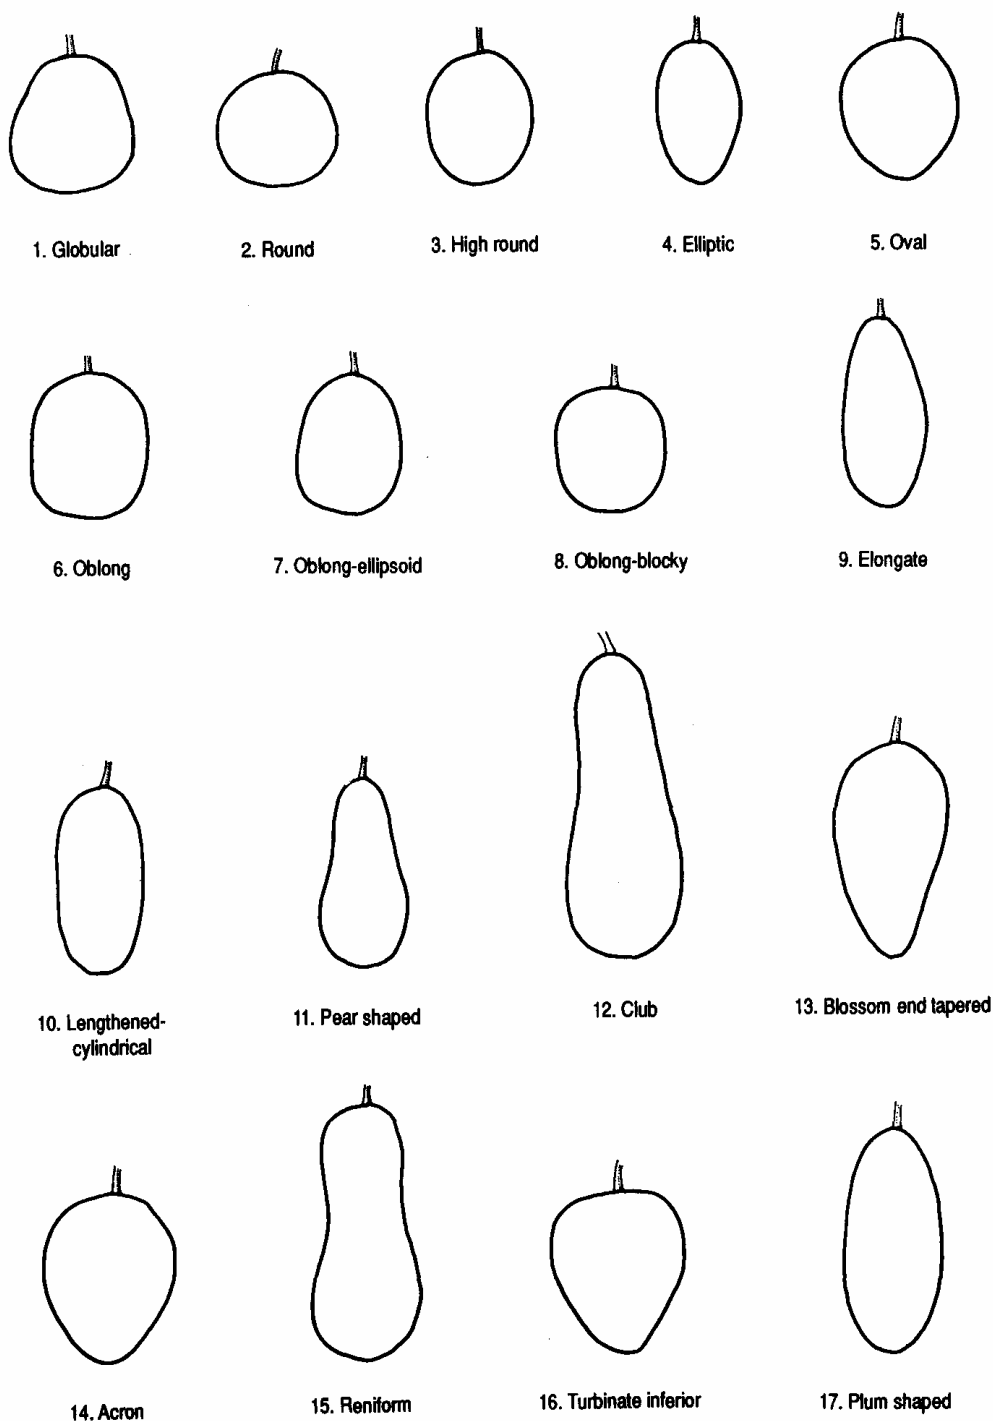 1. Globular
2. Round
3. High round
4. Elliptic
5. Oval
6. Oblong
7. Oblong-ellipsoid
8. Oblong-blocky
9. Elongate
10. Lengthened-
cylindrical
11. Pear shaped
12. Club
13. Blossom end tapered
14. Acron
15. Reniform
16. Turbinate inferior
17. Plum shaped